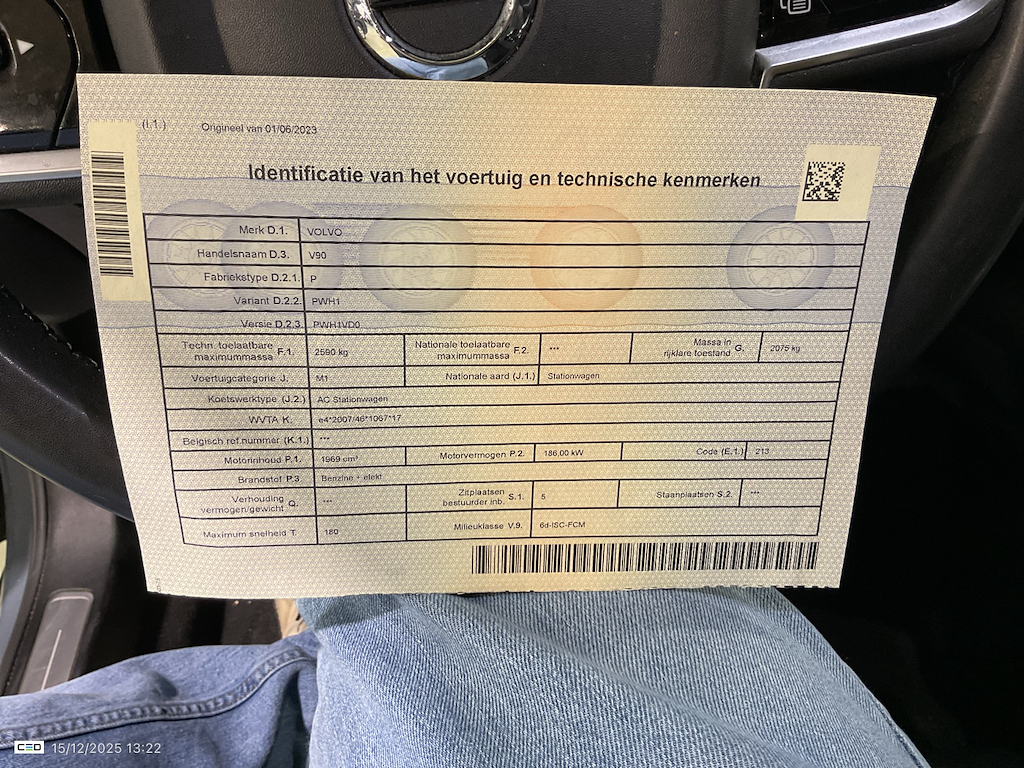 (I.1.) Origineel van 01/06/2023
Identificatie van het voertuig en technische kenmerken
Merk D.1. VOLVO
Handelsnaam D.3. V90
Fabriekstype D.2.1. P
Variant D.2.2. PWH1
Versie D.2.3. PWH1VD0
Techn. toelaatbare maximummassa F.1. 2590 kg Nationale toelaatbare maximummassa F.2. *** Massa in rijklare toestand G. 2075 kg
Voertuigcategorie J. M1 Nationale aard (J.1.) Stationwagen
Koetswerktype (J.2.) AC Stationwagen
WVTA K. e4*2007/46*1067*17
Belgisch ref.nummer (K.1.) ***
Motorinhoud P.1. 1969 cm³ Motorvermogen P.2. 186,00 kW Code (E.1.) 213
Brandstof P.3. Benzine + elekt
Verhouding vermogen/gewicht Q. *** Zitplaatsen bestuurder inb. S.1. 5 Staanplaatsen S.2. ***
Maximum snelheid T. 180 Milieuklasse V.9. 6d-ISC-FCM
CEO 15/12/2025 13:22